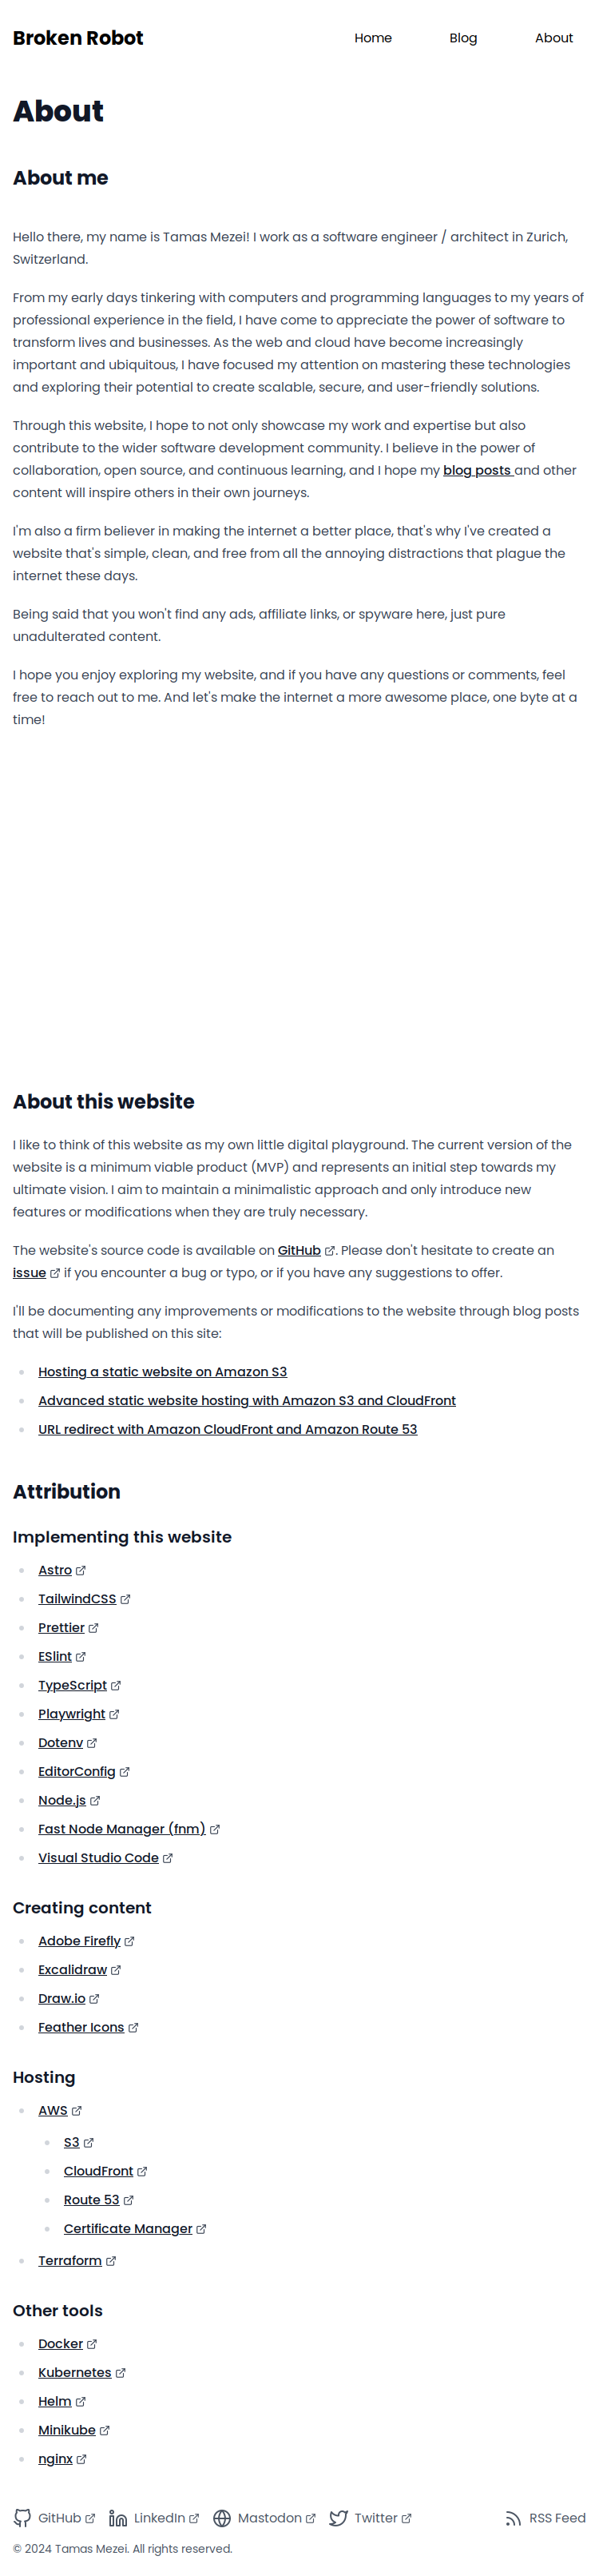 Broken Robot Home Blog About
About
About me
Hello there, my name is Tamas Mezei! I work as a software engineer / architect in Zurich,
Switzerland.
From my early days tinkering with computers and programming languages to my years of
professional experience in the field, I have come to appreciate the power of software to
transform lives and businesses. As the web and cloud have become increasingly
important and ubiquitous, I have focused my attention on mastering these technologies
and exploring their potential to create scalable, secure, and user-friendly solutions.
Through this website, I hope to not only showcase my work and expertise but also
contribute to the wider software development community. I believe in the power of
collaboration, open source, and continuous learning, and I hope my blog posts and other
content will inspire others in their own journeys.
I'm also a firm believer in making the internet a better place, that's why I've created a
website that's simple, clean, and free from all the annoying distractions that plague the
internet these days.
Being said that you won't find any ads, affiliate links, or spyware here, just pure
unadulterated content.
I hope you enjoy exploring my website, and if you have any questions or comments, feel
free to reach out to me. And let's make the internet a more awesome place, one byte at a
time!
About this website
I like to think of this website as my own little digital playground. The current version of the
website is a minimum viable product (MVP) and represents an initial step towards my
ultimate vision. I aim to maintain a minimalistic approach and only introduce new
features or modifications when they are truly necessary.
The website's source code is available on GitHub. Please don't hesitate to create an
issue if you encounter a bug or typo, or if you have any suggestions to offer.
I'll be documenting any improvements or modifications to the website through blog posts
that will be published on this site:
Hosting a static website on Amazon S3
Advanced static website hosting with Amazon S3 and CloudFront
URL redirect with Amazon CloudFront and Amazon Route 53
Attribution
Implementing this website
Astro
TailwindCSS
Prettier
ESlint
TypeScript
Playwright
Dotenv
EditorConfig
Node.js
Fast Node Manager (fnm)
Visual Studio Code
Creating content
Adobe Firefly
Excalidraw
Draw.io
Feather Icons
Hosting
AWS
S3
CloudFront
Route 53
Certificate Manager
Terraform
Other tools
Docker
Kubernetes
Helm
Minikube
nginx
GitHub LinkedIn Mastodon Twitter RSS Feed
© 2024 Tamas Mezei. All rights reserved.